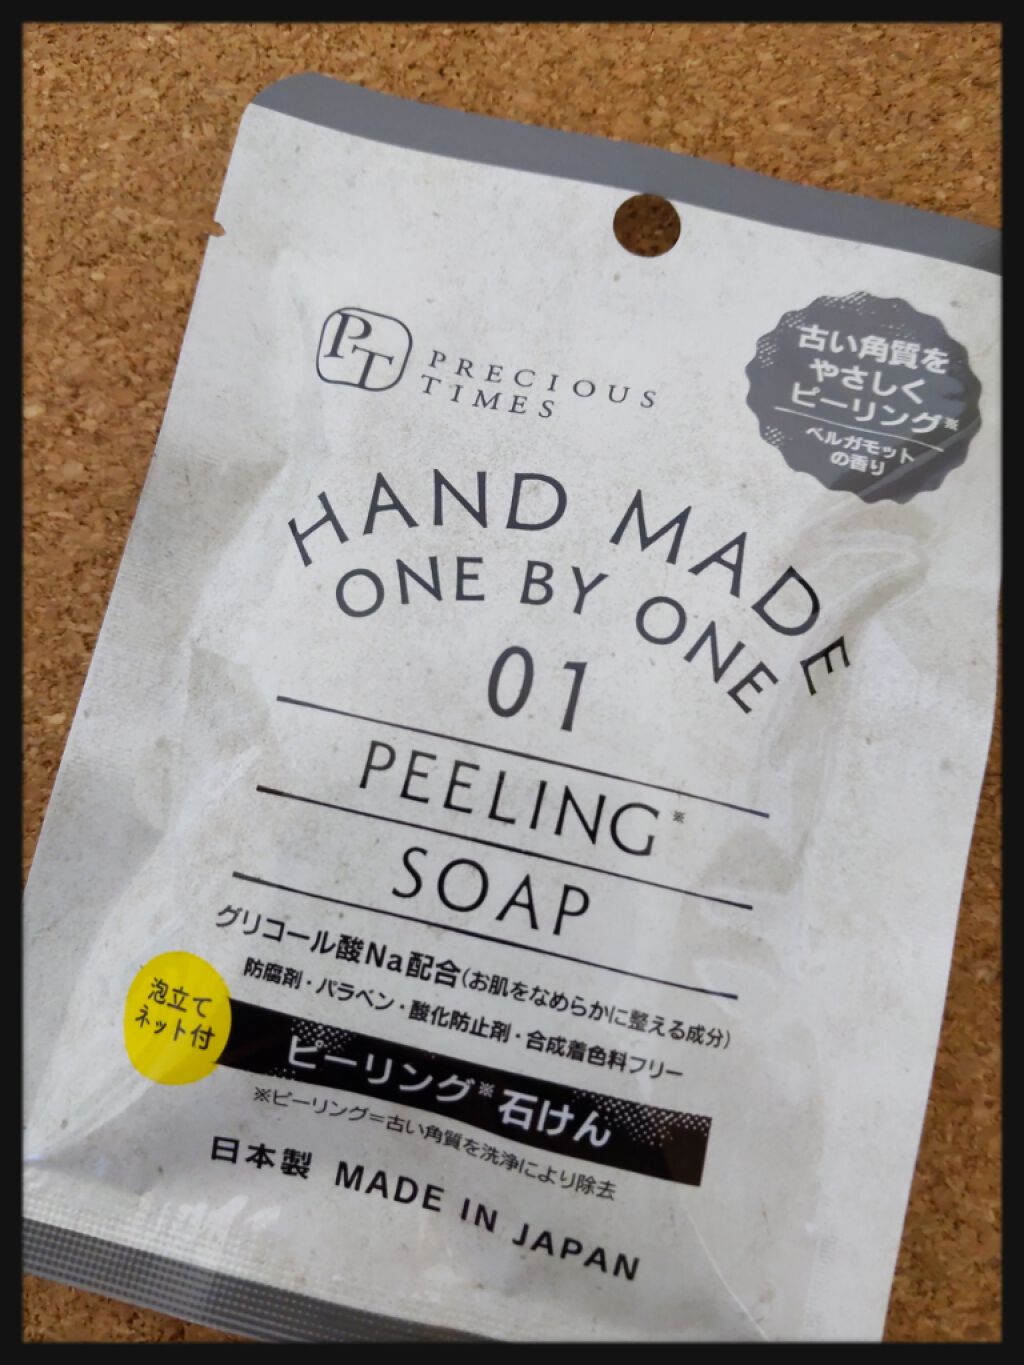 PT
PRECIOUS
TIMES
古い角質を
やさしく
ピーリング※
ベルガモット
の香り
HAND MADE
ONE BY ONE
01
PEELING※
SOAP
グリコール酸Na配合(お肌をなめらかに整える成分)
防腐剤・パラベン・酸化防止剤・合成着色料フリー
泡立て
ネット付
ピーリング※石けん
※ピーリング=古い角質を洗浄により除去
日本製 MADE IN JAPAN